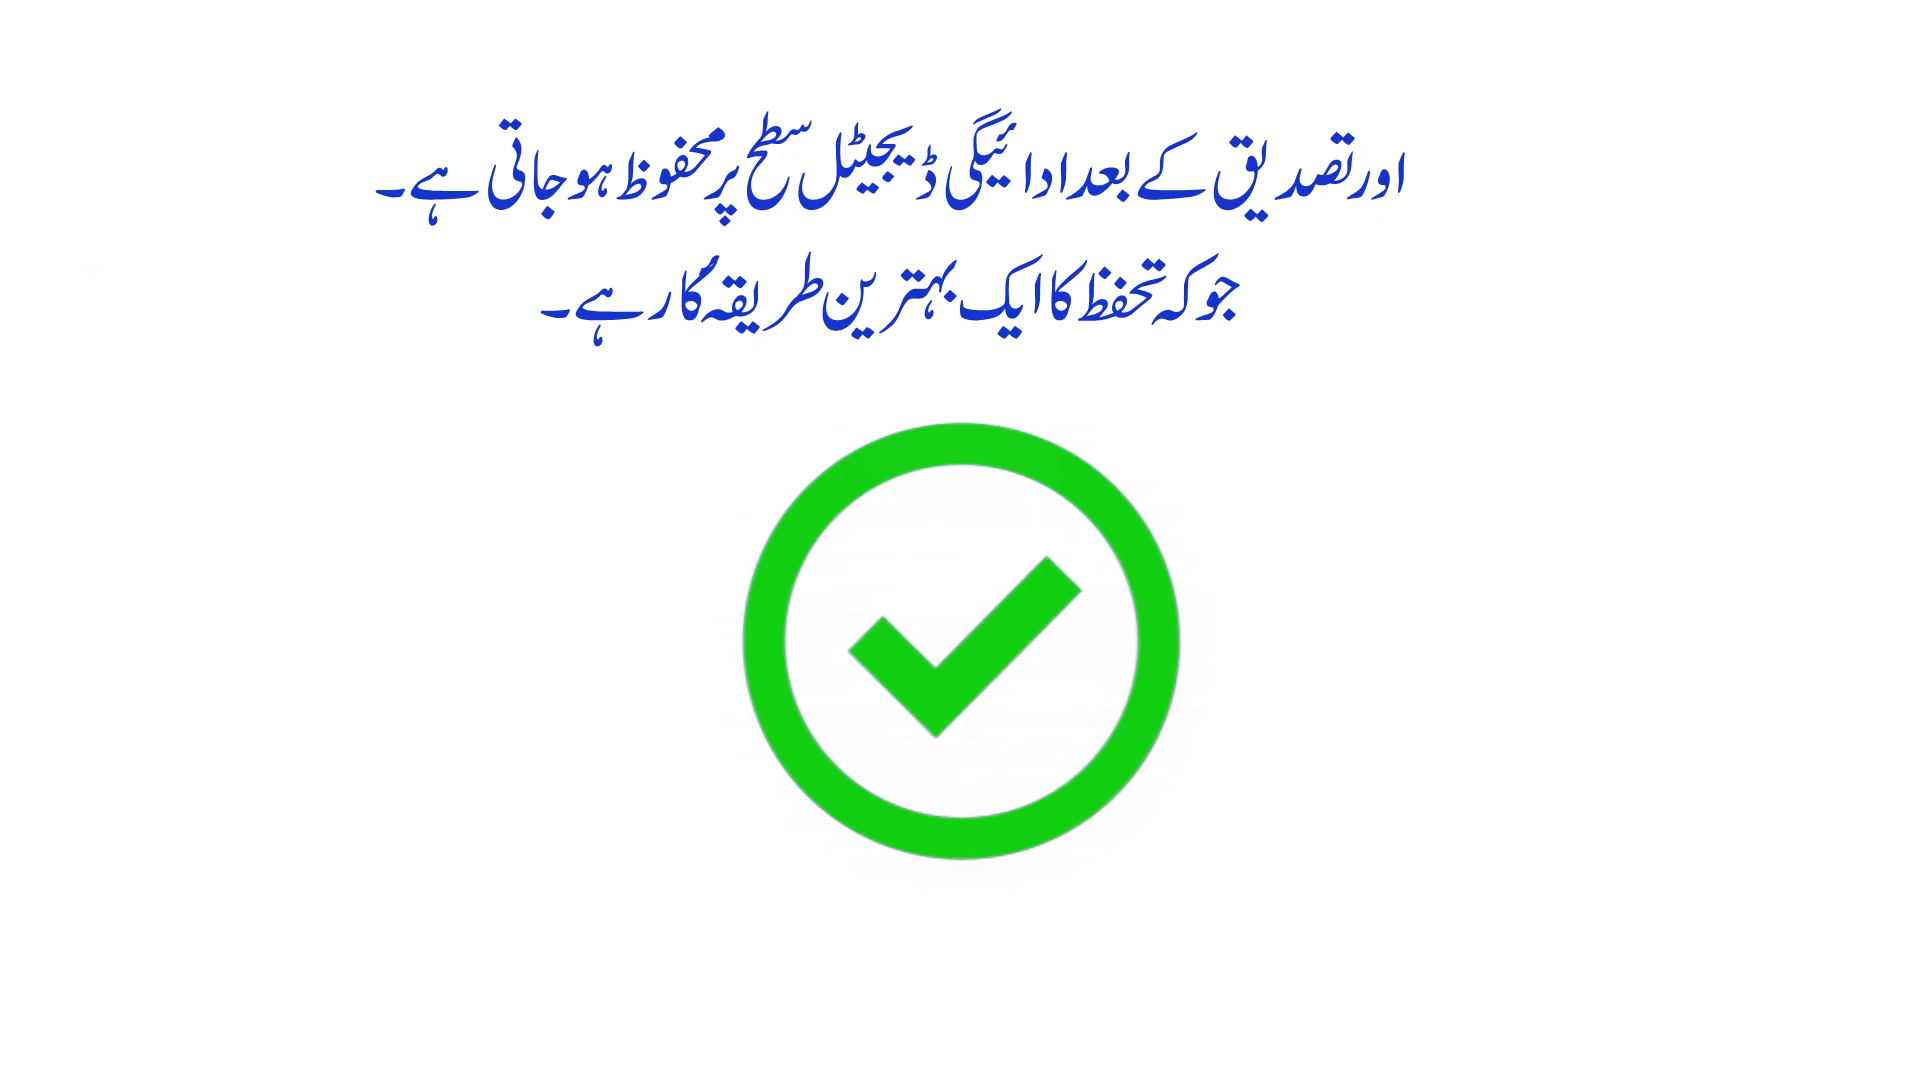 اور تصدیق کے بعد ادائیگی ڈیجیٹل سطح پر محفوظ ہو جاتی ہے۔
جو کہ تحفظ کا ایک بہترین طریقہ کار ہے۔